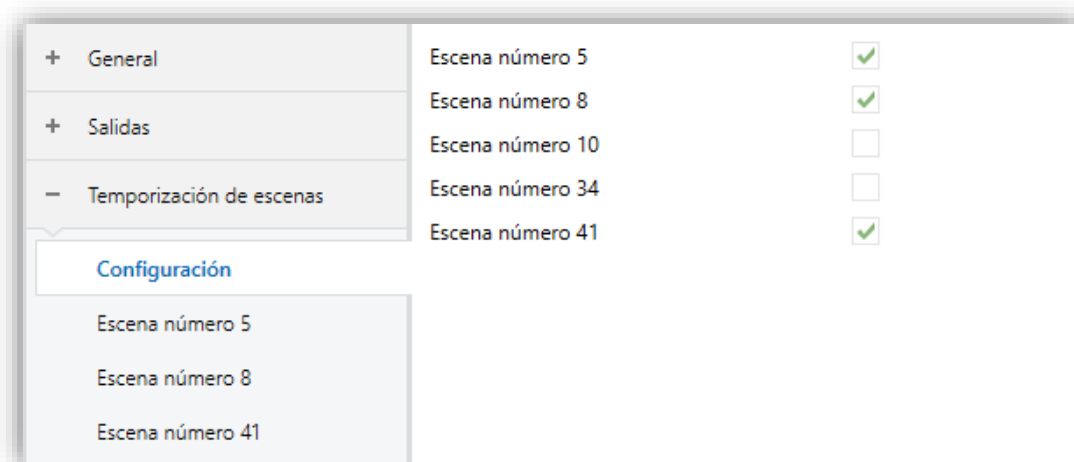 General
Salidas
Temporización de escenas
Configuración
Escena número 5
Escena número 8
Escena número 41
Escena número 5
Escena número 8
Escena número 10
Escena número 34
Escena número 41